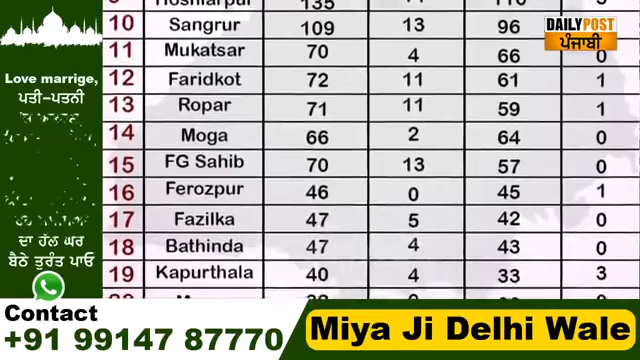 Hoshiarpur 135
10 Sangrur 109 13 96 0
11 Mukatsar 70 4 66 0
12 Faridkot 72 11 61 1
13 Ropar 71 11 59 1
14 Moga 66 2 64 0
15 FG Sahib 70 13 57 0
16 Ferozpur 46 0 45 1
17 Fazilka 47 5 42 0
18 Bathinda 47 4 43 0
19 Kapurthala 40 4 33 3
DAILY POST
ਪੰਜਾਬੀ
Love marrige,
ਪਤੀ-ਪਤਨੀ
ਦਾ ਹੱਲ ਘਰ
ਬੈਠੇ ਤੁਰੰਤ ਪਾਓ
Contact
+91 99147 87770
Miya Ji Delhi Wale